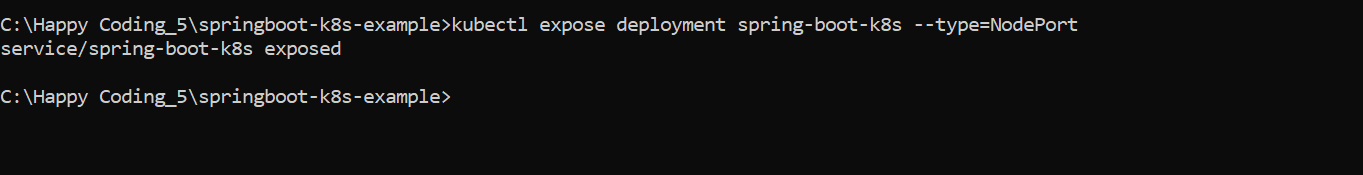 C:\Happy Coding_5\springboot-k8s-example>kubectl expose deployment spring-boot-k8s --type=NodePort
service/spring-boot-k8s exposed
C:\Happy Coding_5\springboot-k8s-example>